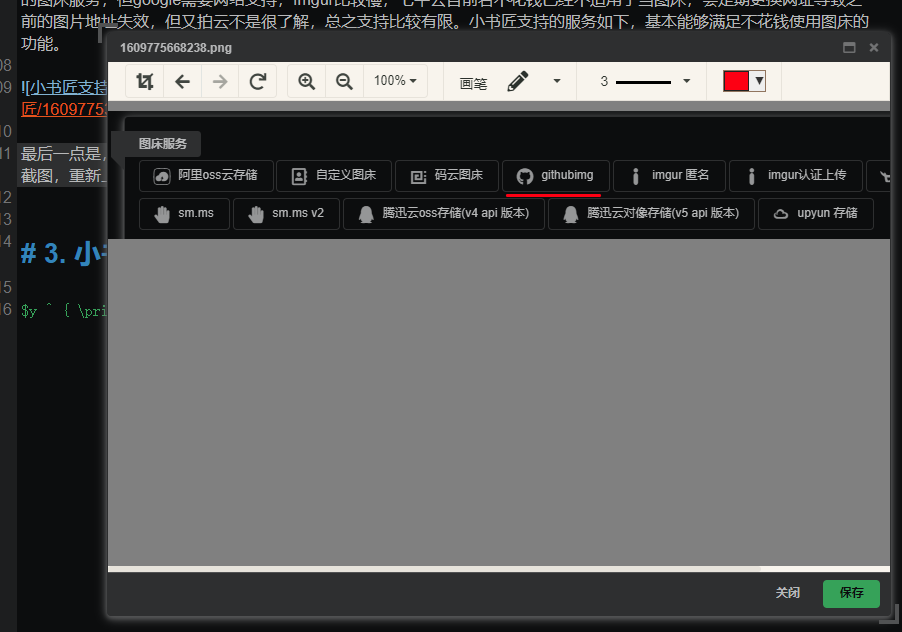 的图床服务，但google需要网络支持，imgur比较慢，七牛云目前若不花钱已经不适用于当图床，会定期更换网址导致之
前的图片地址失效，但又拍云不是很了解，总之支持比较有限。小书匠支持的服务如下，基本能够满足不花钱使用图床的
功能。
08
09 ![小书匠支持
匠/1609775
10
11 最后一点是，
截图，重新
12
13
14 # 3. 小书
15
16 $y ^ { \pri
1609775668238.png
100%
画笔
3
图床服务
阿里oss云存储 自定义图床 码云图床 githubimg imgur 匿名 imgur认证上传
sm.ms sm.ms v2 腾迅云oss存储(v4 api 版本) 腾迅云对像存储(v5 api 版本) upyun 存储
关闭 保存